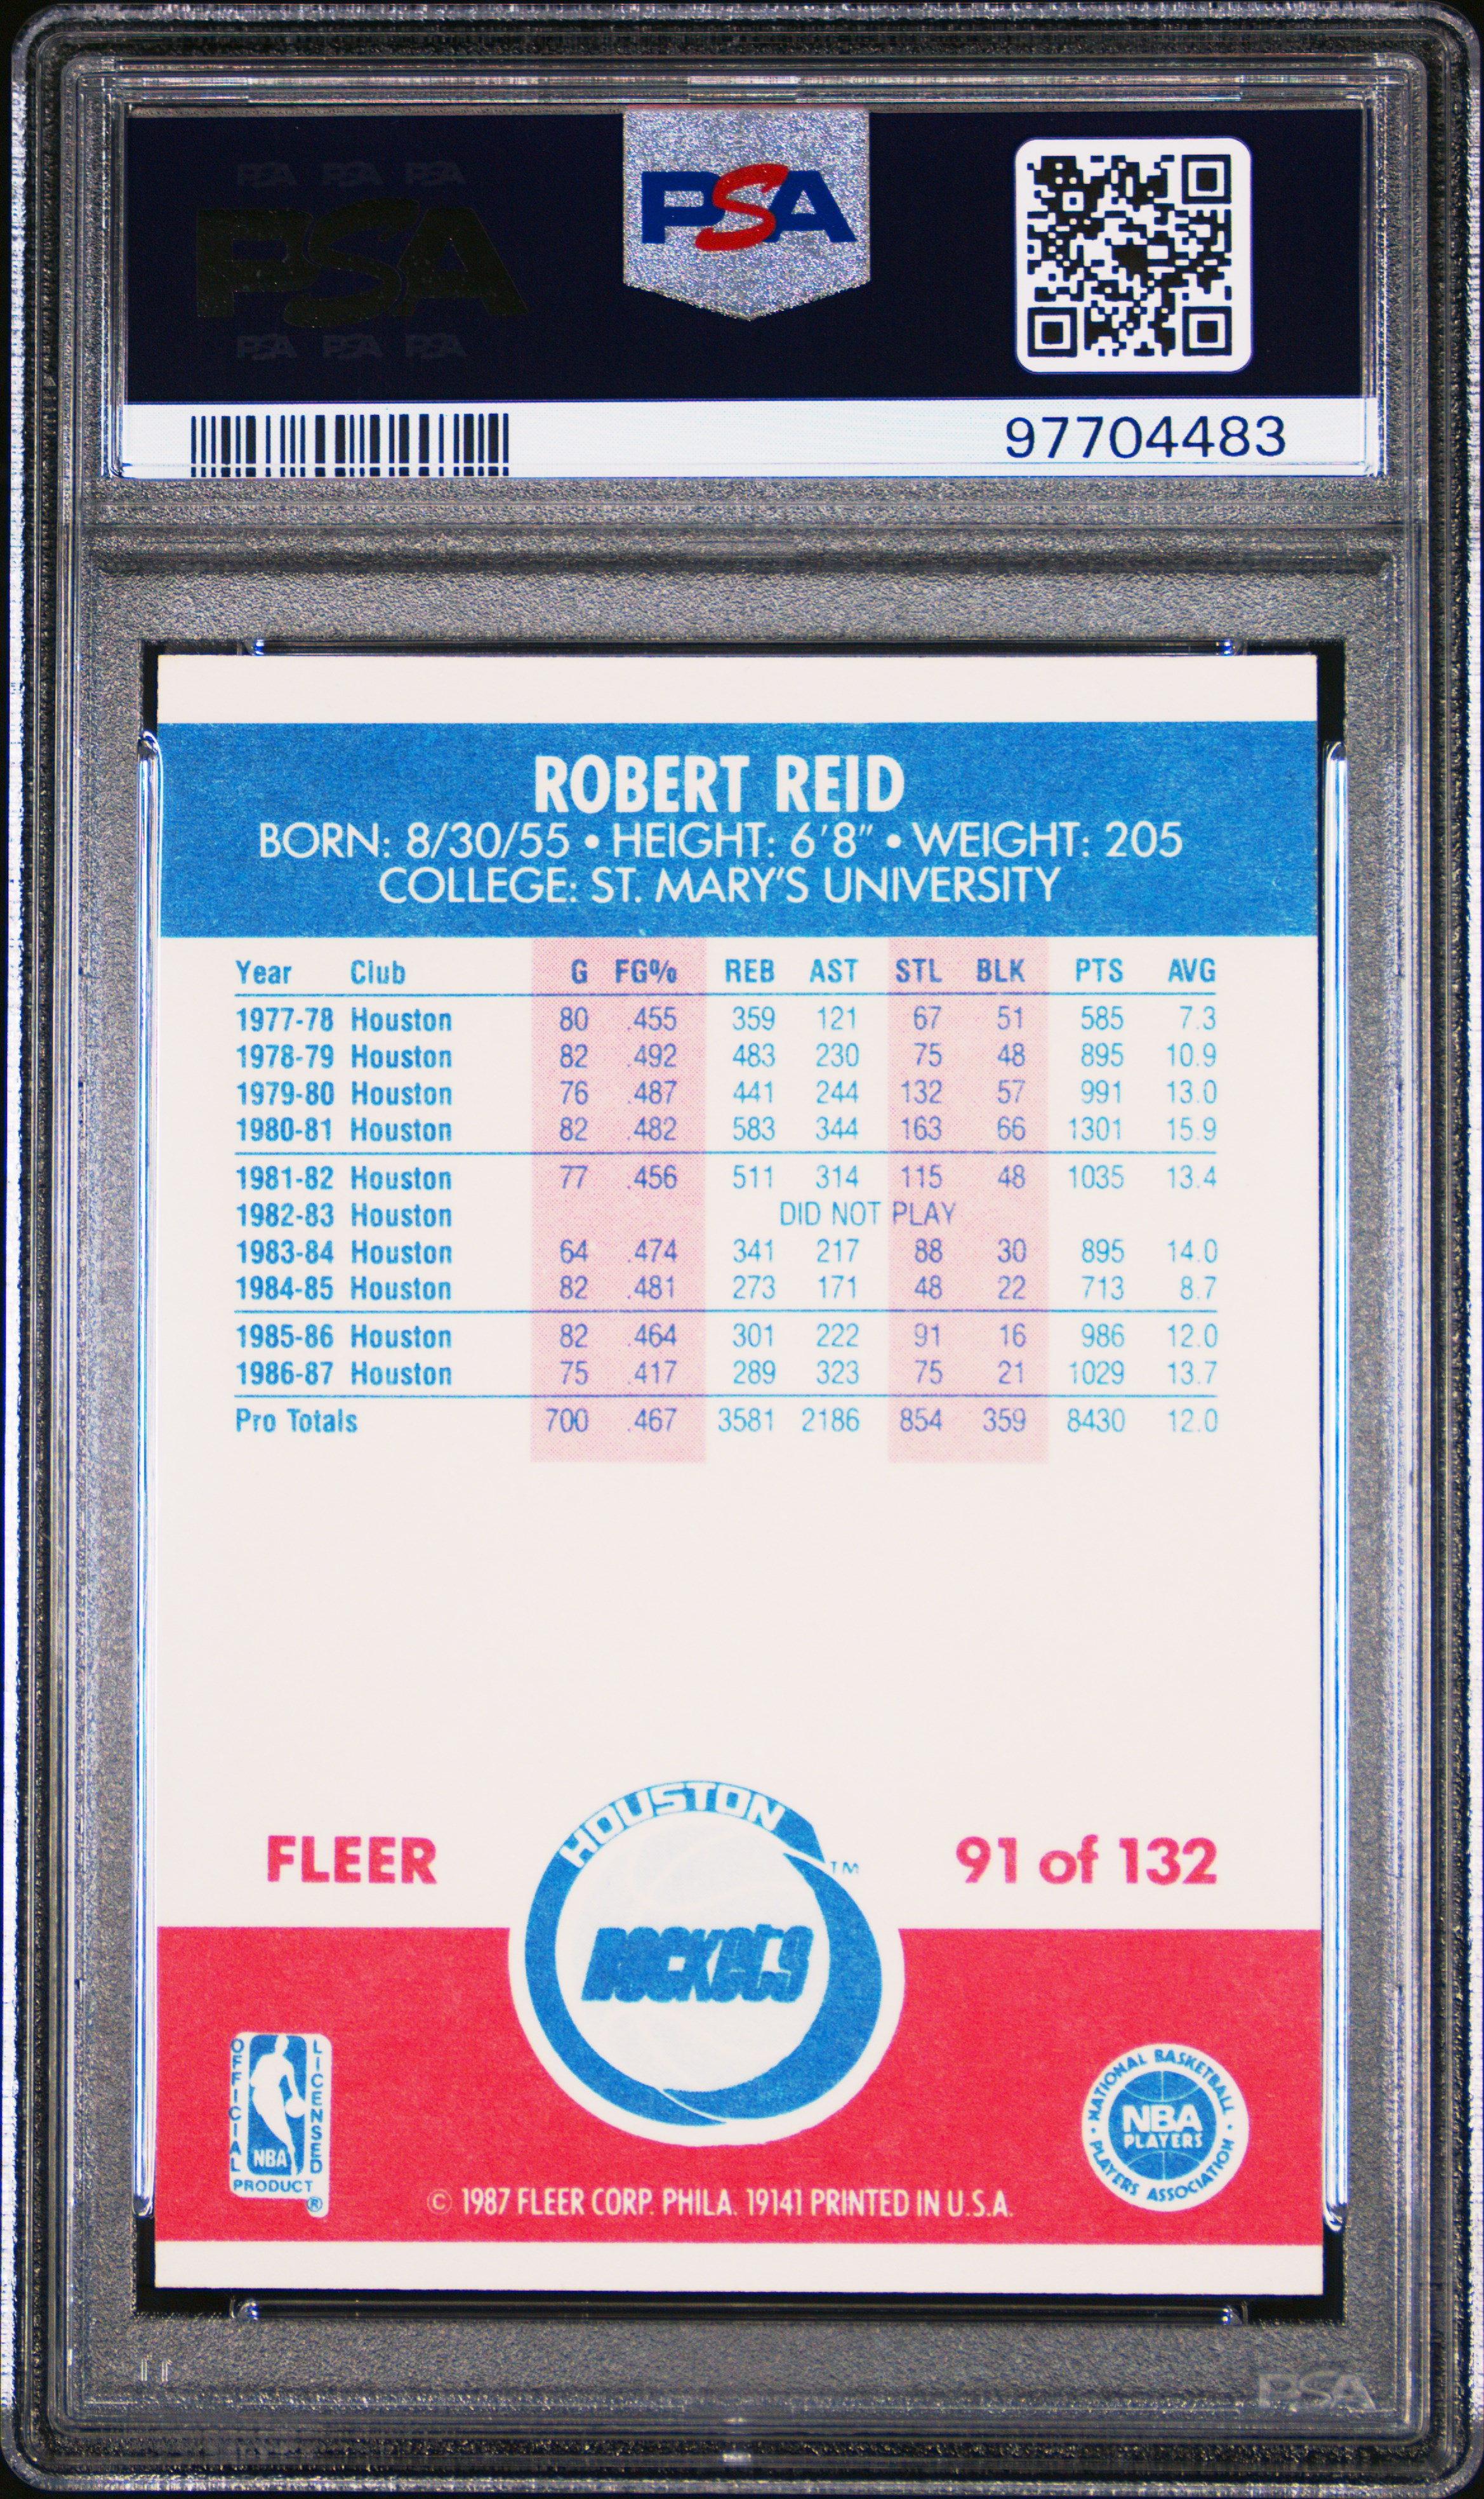 PSA PSA PSA
PSA
PSA PSA PSA
PSA
97704483
ROBERT REID
BORN: 8/30/55 • HEIGHT: 6'8" • WEIGHT: 205
COLLEGE: ST. MARY'S UNIVERSITY
Year Club G FG% REB AST STL BLK PTS AVG
1977-78 Houston 80 .455 359 121 67 51 585 7.3
1978-79 Houston 82 .492 483 230 75 48 895 10.9
1979-80 Houston 76 .487 441 244 132 57 991 13.0
1980-81 Houston 82 .482 583 344 163 66 1301 15.9
1981-82 Houston 77 .456 511 314 115 48 1035 13.4
1982-83 Houston DID NOT PLAY
1983-84 Houston 64 .474 341 217 88 30 895 14.0
1984-85 Houston 82 .481 273 171 48 22 713 8.7
1985-86 Houston 82 .464 301 222 91 16 986 12.0
1986-87 Houston 75 .417 289 323 75 21 1029 13.7
Pro Totals 700 .467 3581 2186 854 359 8430 12.0
FLEER
HOUSTON
ROCKETS
TM
91 of 132
OFFICIAL LICENSED
NBA
PRODUCT
®
NATIONAL BASKETBALL
NBA
PLAYERS
• PLAYERS ASSOCIATION •
© 1987 FLEER CORP. PHILA. 19141 PRINTED IN U.S.A.
PSA